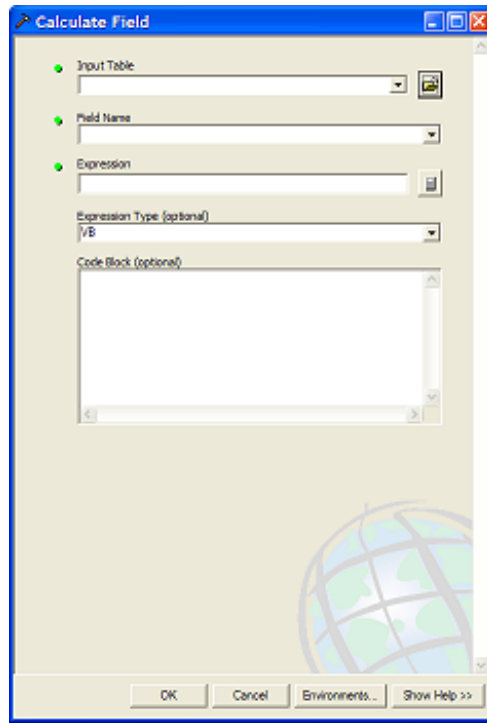 Calculate Field
Input Table
Field Name
Expression
Expression Type (optional)
VB
Code Block (optional)
OK Cancel Environments... Show Help >>